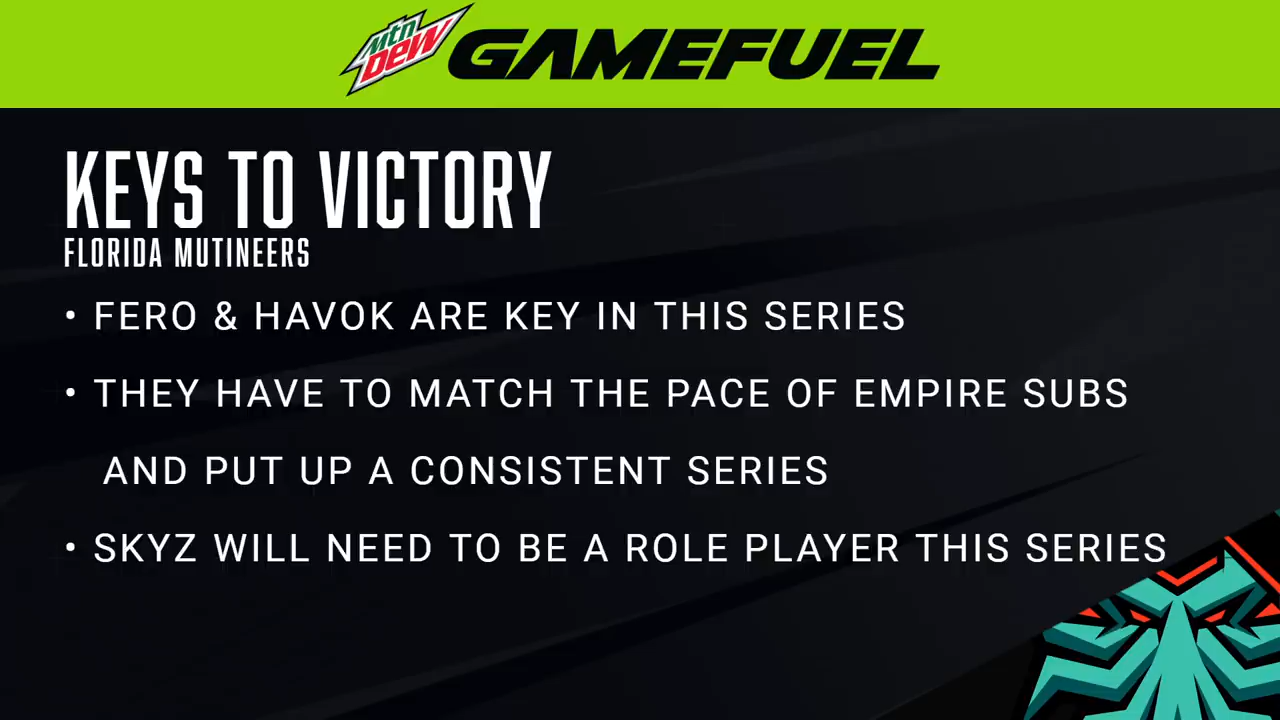 mtn
DEW GAMEFUEL
KEYS TO VICTORY
FLORIDA MUTINEERS
• FERO & HAVOK ARE KEY IN THIS SERIES
• THEY HAVE TO MATCH THE PACE OF EMPIRE SUBS
AND PUT UP A CONSISTENT SERIES
• SKYZ WILL NEED TO BE A ROLE PLAYER THIS SERIES